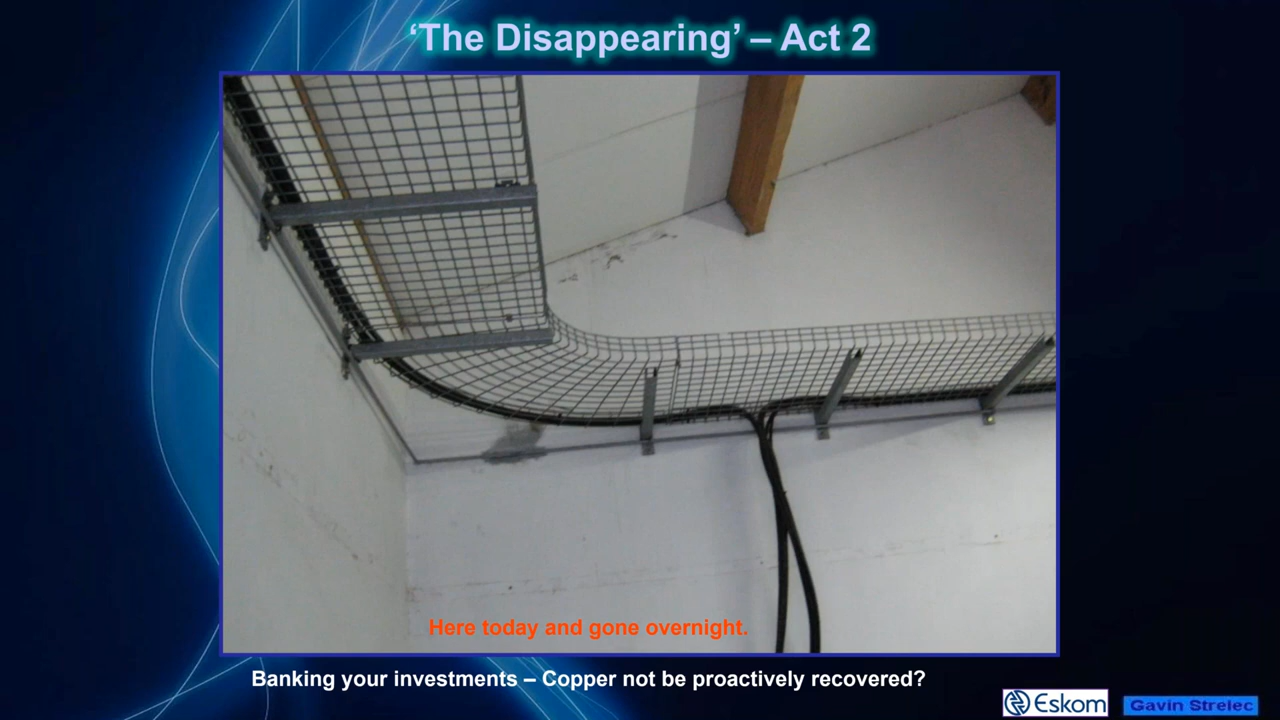 ‘The Disappearing’ – Act 2
Here today and gone overnight.
Banking your investments – Copper not be proactively recovered?
Eskom
Gavin Strelec